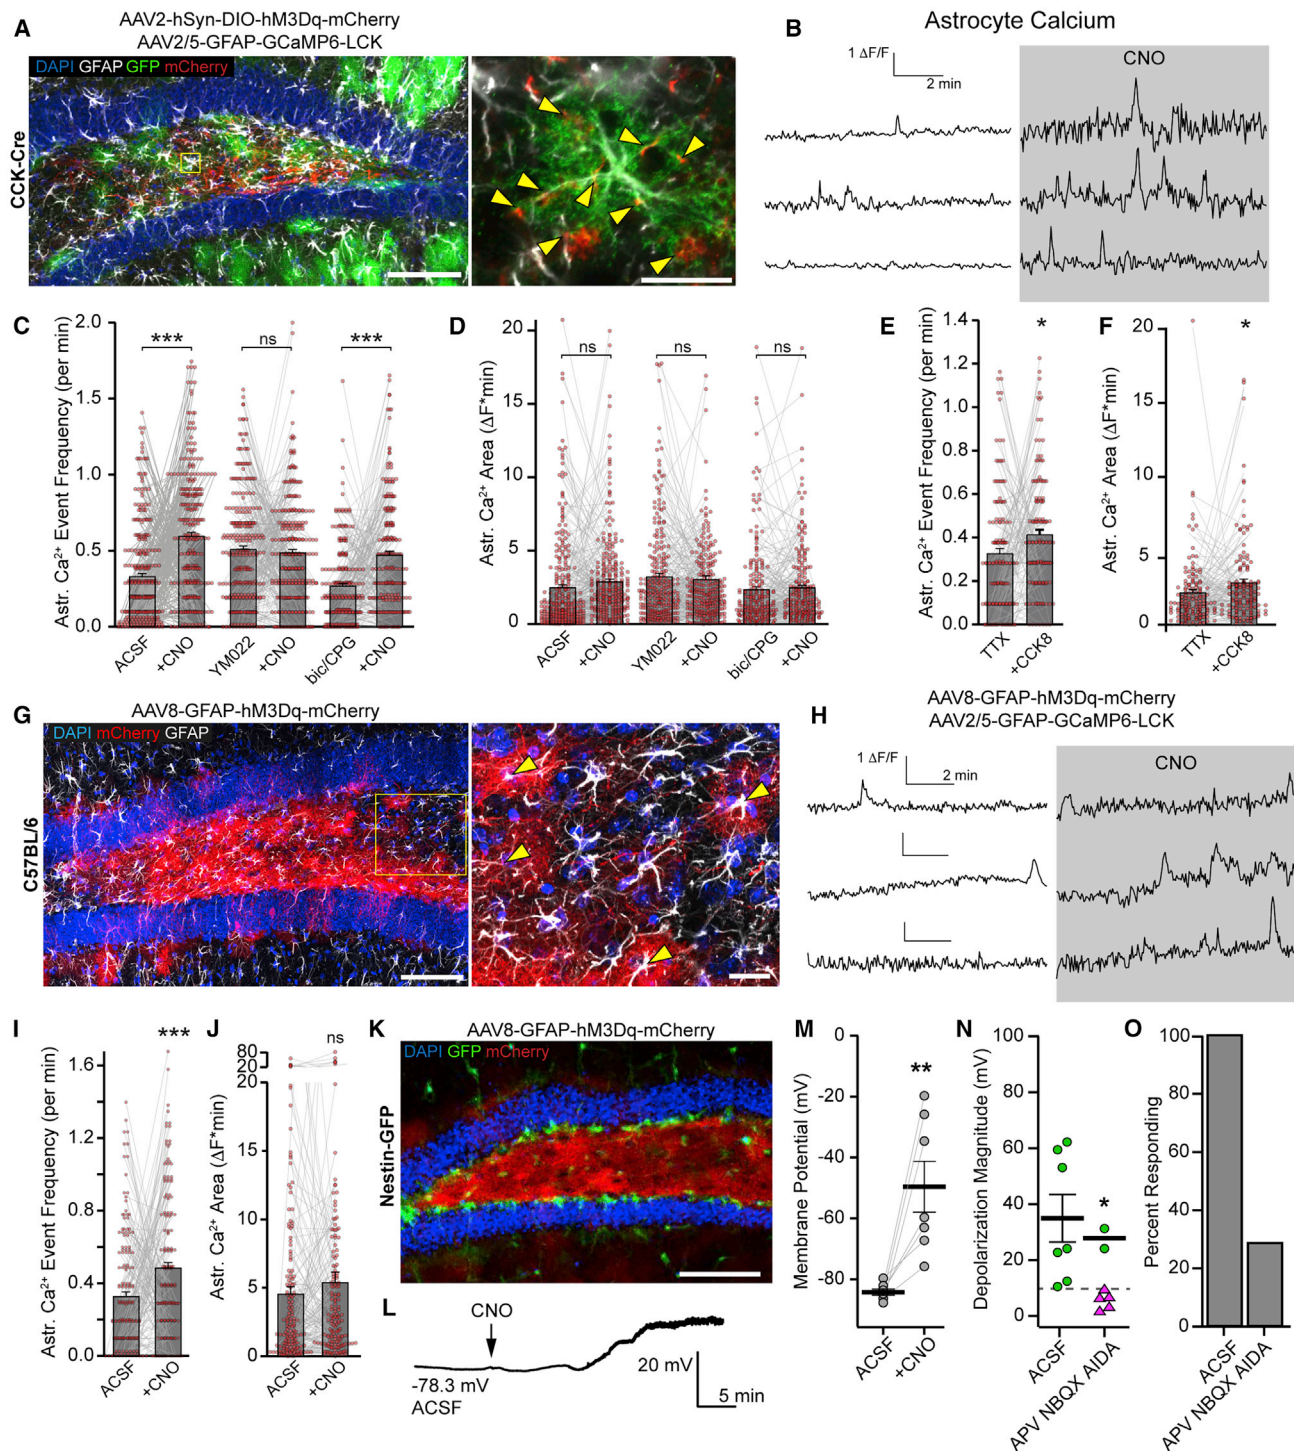 A
AAV2-hSyn-DIO-hM3Dq-mCherry
AAV2/5-GFAP-GCaMP6-LCK
DAPI GFAP GFP mCherry
CCK-Cre
B
Astrocyte Calcium
1 ΔF/F
2 min
CNO
C
Astr. Ca²⁺ Event Frequency (per min)
2.0
1.5
1.0
0.5
0.0
***
ns
***
ACSF
+CNO
YM022
+CNO
bic/CPG
+CNO
D
Astr. Ca²⁺ Area (ΔF*min)
20
15
10
5
0
ns
ns
ns
ACSF
+CNO
YM022
+CNO
bic/CPG
+CNO
E
Astr. Ca²⁺ Event Frequency (per min)
1.4
1.2
1.0
0.8
0.6
0.4
0.2
0.0
*
TTX
+CCK8
F
Astr. Ca²⁺ Area (ΔF*min)
20
15
10
5
0
*
TTX
+CCK8
G
AAV8-GFAP-hM3Dq-mCherry
DAPI mCherry GFAP
C57BL/6
H
AAV8-GFAP-hM3Dq-mCherry
AAV2/5-GFAP-GCaMP6-LCK
1 ΔF/F
2 min
CNO
I
Astr. Ca²⁺ Event Frequency (per min)
1.6
1.2
0.8
0.4
0.0
***
ACSF
+CNO
J
Astr. Ca²⁺ Area (ΔF*min)
80
20
20
15
10
5
0
ns
ACSF
+CNO
K
AAV8-GFAP-hM3Dq-mCherry
DAPI GFP mCherry
Nestin-GFP
L
CNO
-78.3 mV
ACSF
20 mV
5 min
M
Membrane Potential (mV)
0
-20
-40
-60
-80
**
ACSF
+CNO
N
Depolarization Magnitude (mV)
100
80
60
40
20
0
*
ACSF
APV NBQX AIDA
O
Percent Responding
100
80
60
40
20
0
ACSF
APV NBQX AIDA